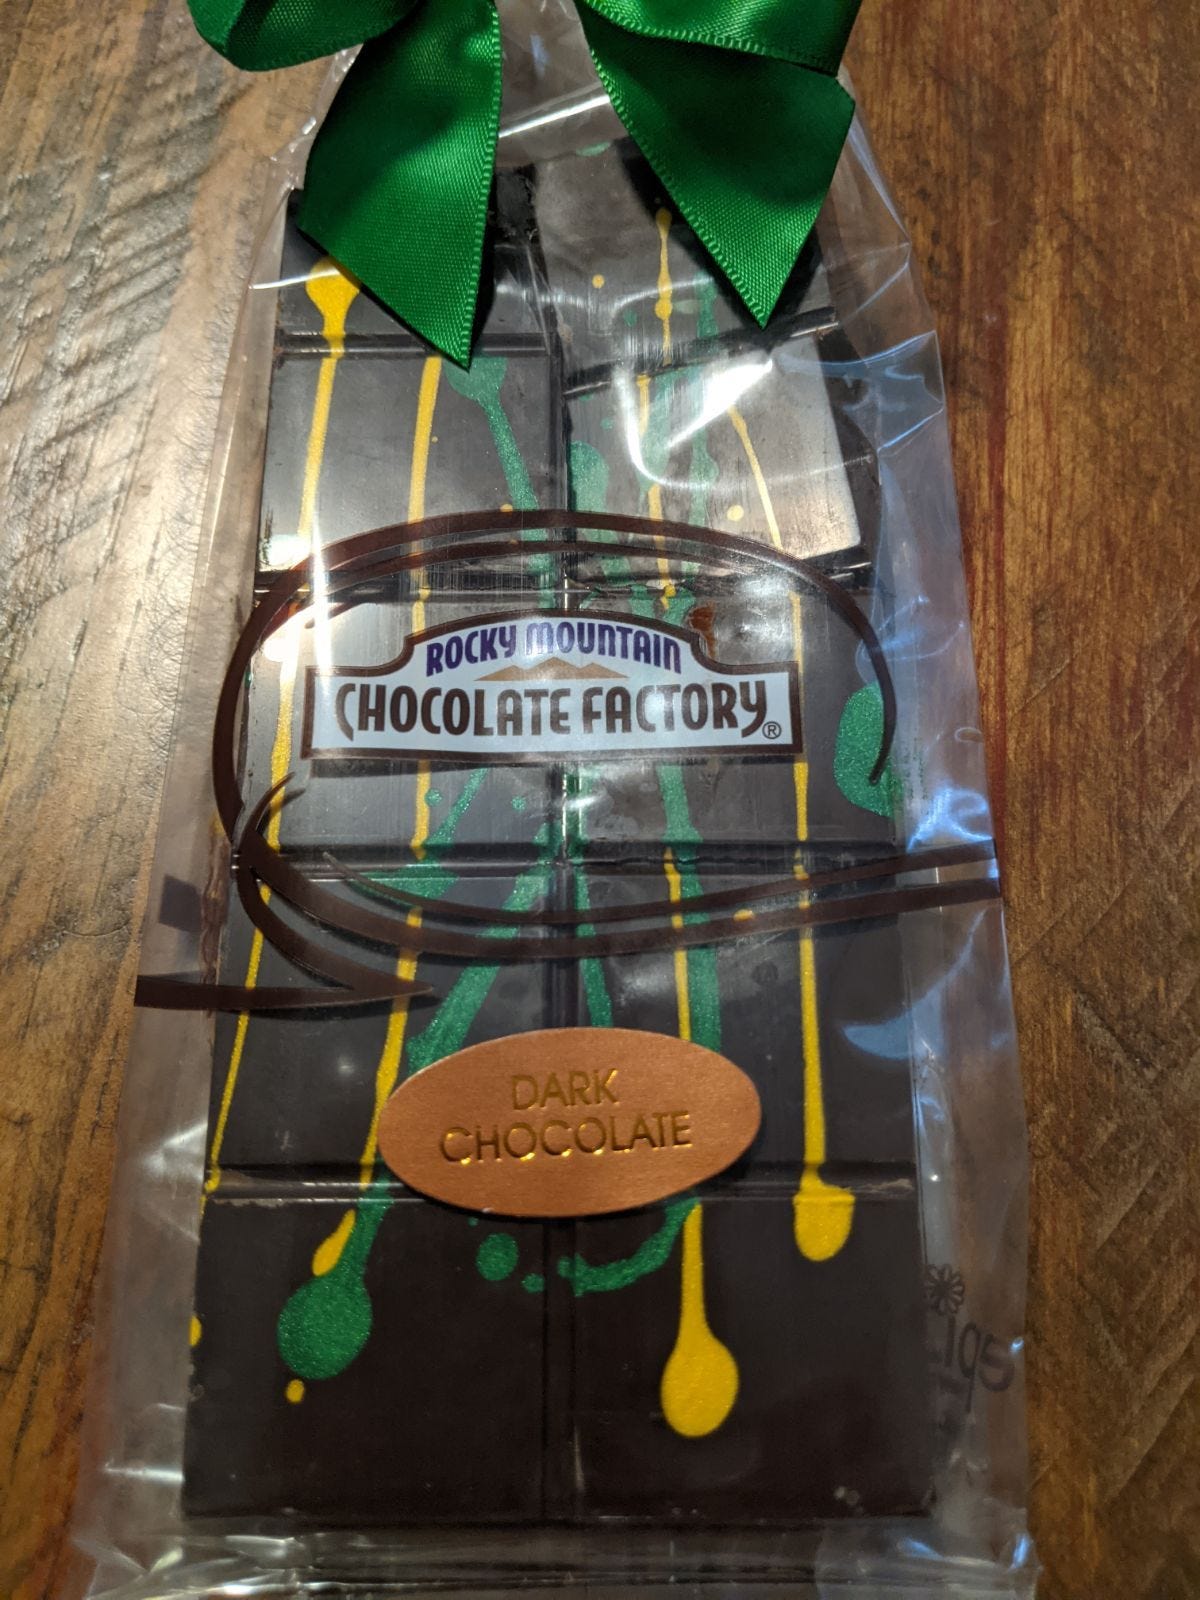 ROCKY MOUNTAIN
CHOCOLATE FACTORY®
DARK
CHOCOLATE